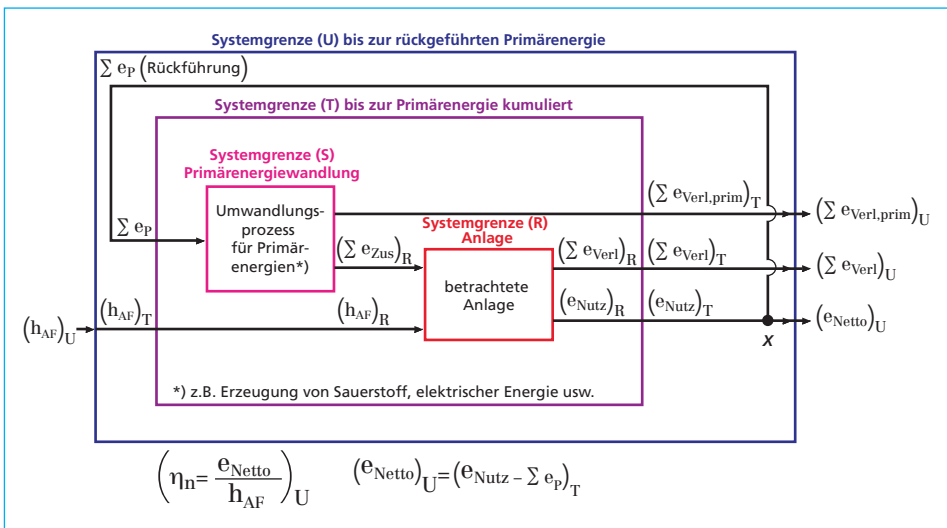 Systemgrenze (U) bis zur rückgeführten Primärenergie
∑ eP (Rückführung)
Systemgrenze (T) bis zur Primärenergie kumuliert
Systemgrenze (S)
Primärenergiewandlung
Umwandlungs-
prozess
für Primär-
energien*)
∑ eP
(∑ eVerl,prim)T
(∑ eVerl,prim)U
Systemgrenze (R)
Anlage
(∑ eZus)R
betrachtete
Anlage
(∑ eVerl)R
(∑ eVerl)T
(∑ eVerl)U
(hAF)U
(hAF)T
(hAF)R
(eNutz)R
(eNutz)T
(eNetto)U
x
*) z.B. Erzeugung von Sauerstoff, elektrischer Energie usw.
(ηn = eNetto / hAF)U
(eNetto)U = (eNutz − ∑ eP)T